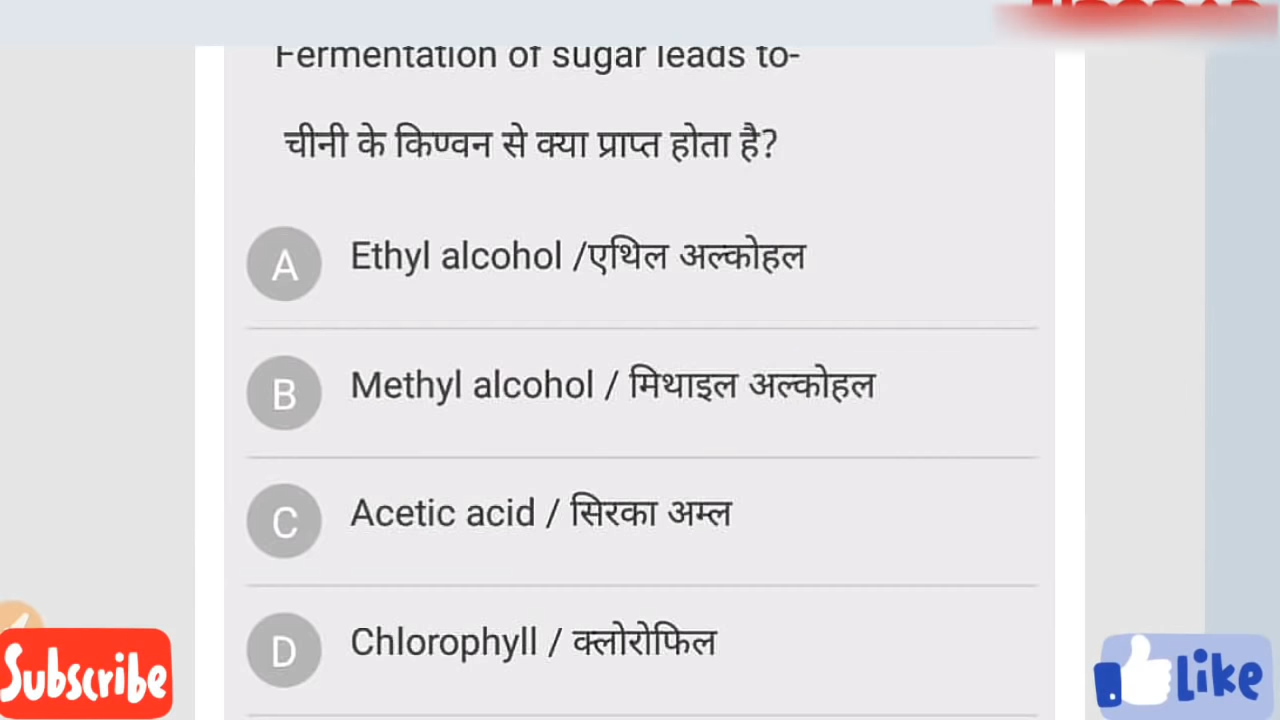 Fermentation of sugar leads to-
चीनी के किण्वन से क्या प्राप्त होता है?
A Ethyl alcohol /एथिल अल्कोहल
B Methyl alcohol / मिथाइल अल्कोहल
C Acetic acid / सिरका अम्ल
D Chlorophyll / क्लोरोफिल
Subscribe
Like